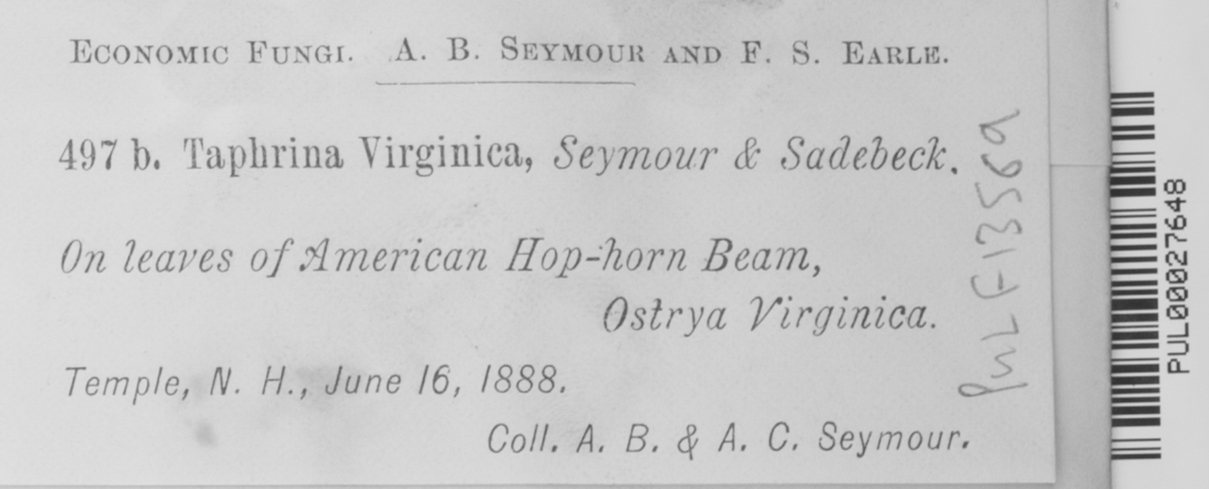 ECONOMIC FUNGI. A. B. SEYMOUR AND F. S. EARLE.
497 b. Taphrina Virginica, Seymour & Sadebeck.
On leaves of American Hop-horn Beam,
Ostrya Virginica.
Temple, N. H., June 16, 1888.
Coll. A. B. & A. C. Seymour.
PuL F13569
PUL00027648